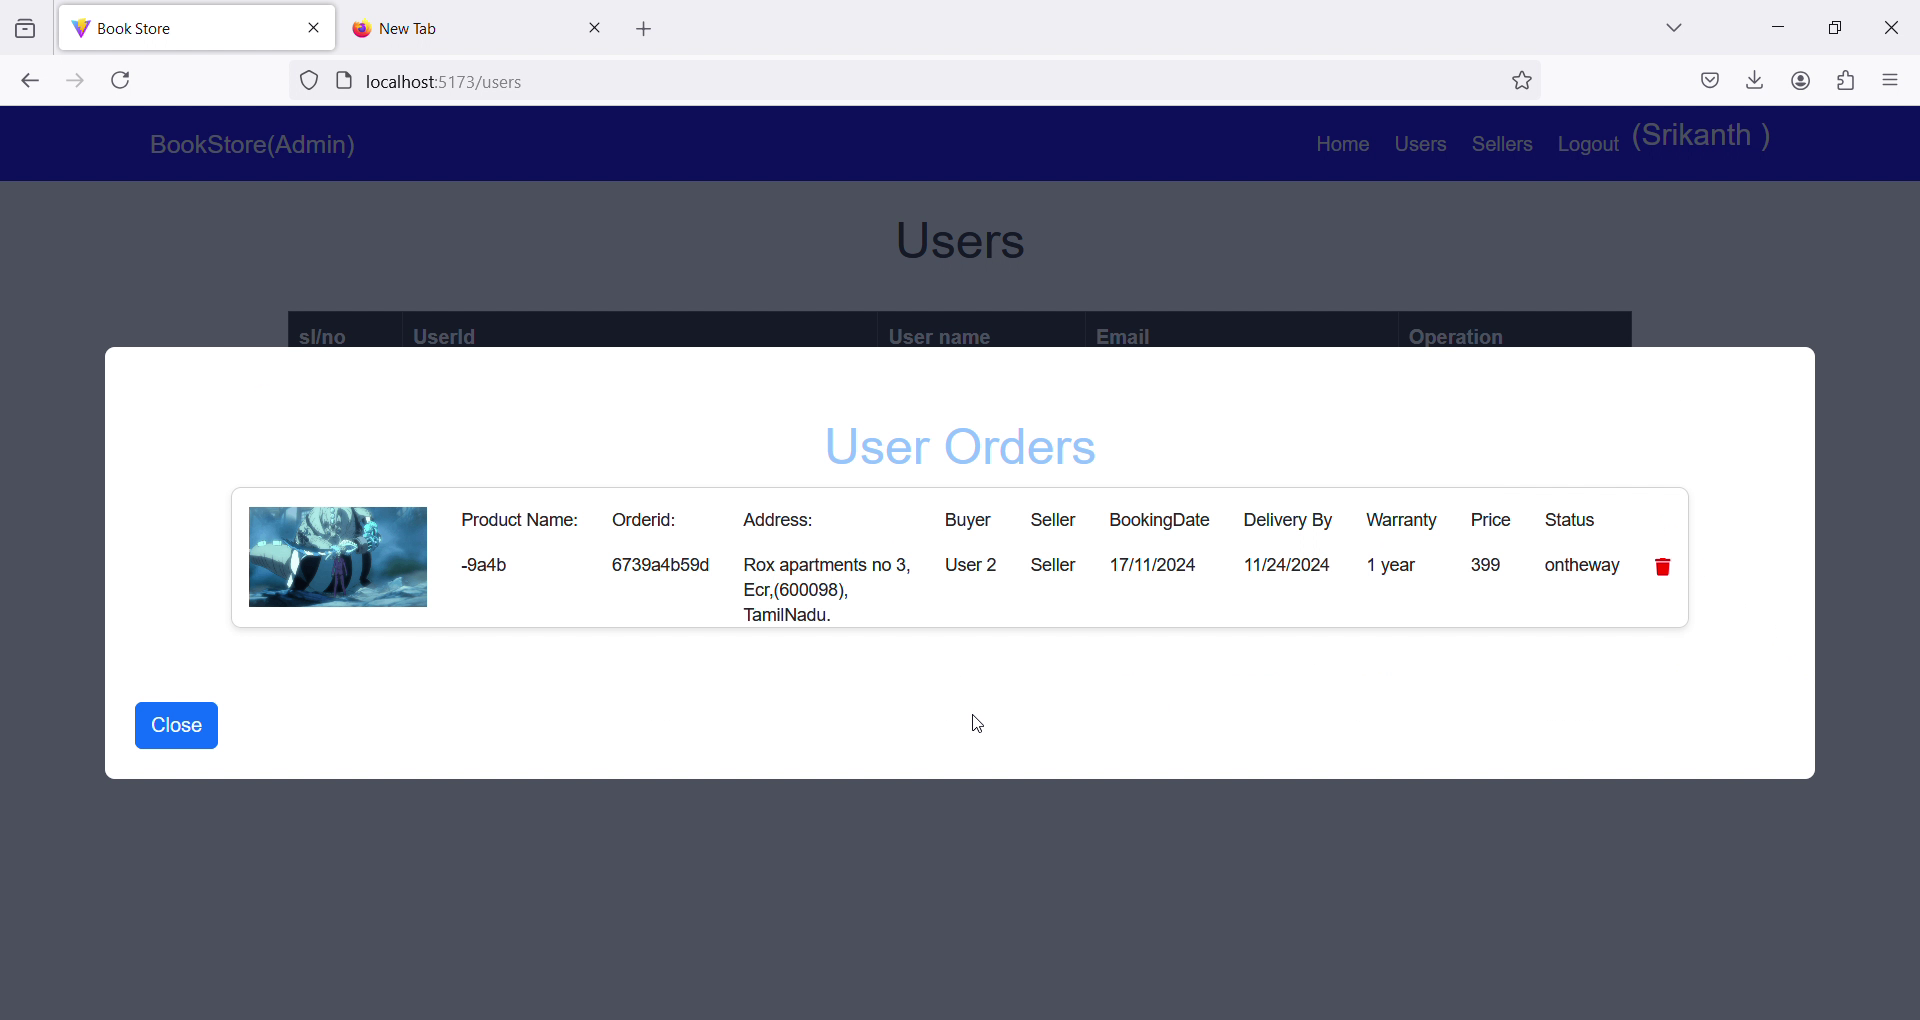 Book Store
New Tab
localhost:5173/users
BookStore(Admin)
Home Users Sellers Logout (Srikanth )
Users
sl/no UserId User name Email Operation
User Orders
Product Name: Orderid: Address: Buyer Seller BookingDate Delivery By Warranty Price Status
-9a4b 6739a4b59d Rox apartments no 3, User 2 Seller 17/11/2024 11/24/2024 1 year 399 ontheway
Ecr,(600098),
TamilNadu.
Close